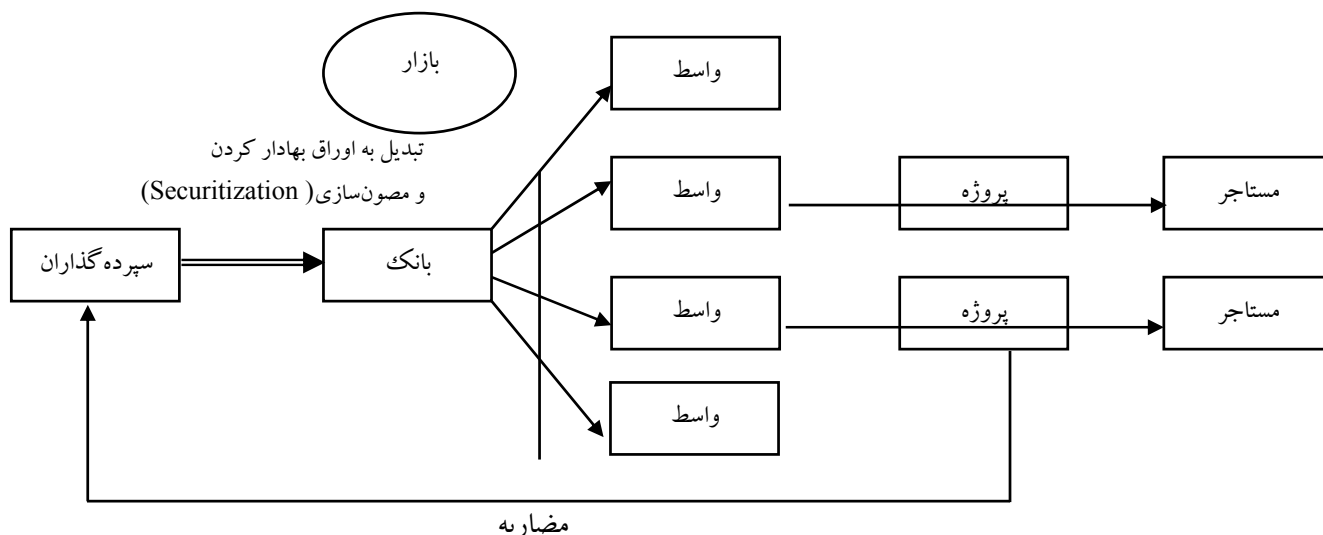 بازار
واسط
تبدیل به اوراق بهادار کردن
و مصون‌سازی( Securitization)
واسط
پروژه
مستاجر
سپرده‌گذاران
بانک
واسط
پروژه
مستاجر
واسط
مضاربه